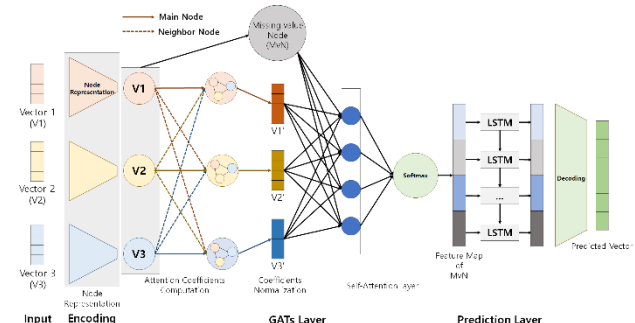 Main Node
Neighbor Node
Missing value
Node
(MvN)
Node
Representation
Vector 1
(V1)
V1
V1'
Vector 2
(V2)
V2
V2'
Vector 3
(V3)
V3
V3'
Softmax
LSTM
LSTM
...
LSTM
Decoding
Feature Map
of
MvN
Predicted Vector
Node
Representation
Attention Coefficients
Computation
Coefficients
Normalization
Self-Attention Layer
Input
Encoding
GATs Layer
Prediction Layer